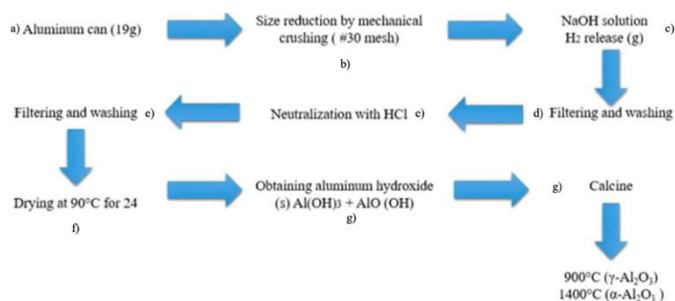 a) Aluminum can (19g)
Size reduction by mechanical
crushing ( #30 mesh)
b)
NaOH solution
H₂ release (g)
c)
d) Filtering and washing
Neutralization with HCl e)
Filtering and washing e)
Drying at 90°C for 24
f)
Obtaining aluminum hydroxide
(s) Al(OH)₃ + AlO (OH)
g)
g) Calcine
900°C (γ-Al₂O₃)
1400°C (α-Al₂O₃ )